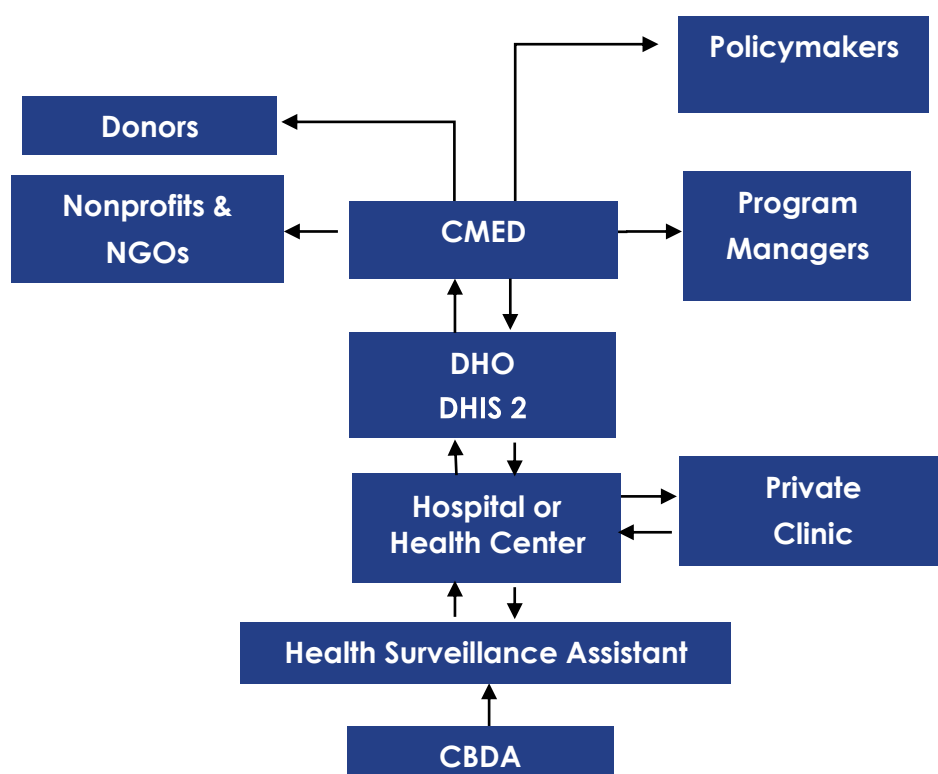 Policymakers
Donors
Nonprofits &
NGOs
CMED
Program
Managers
DHO
DHIS 2
Hospital or
Health Center
Private
Clinic
Health Surveillance Assistant
CBDA